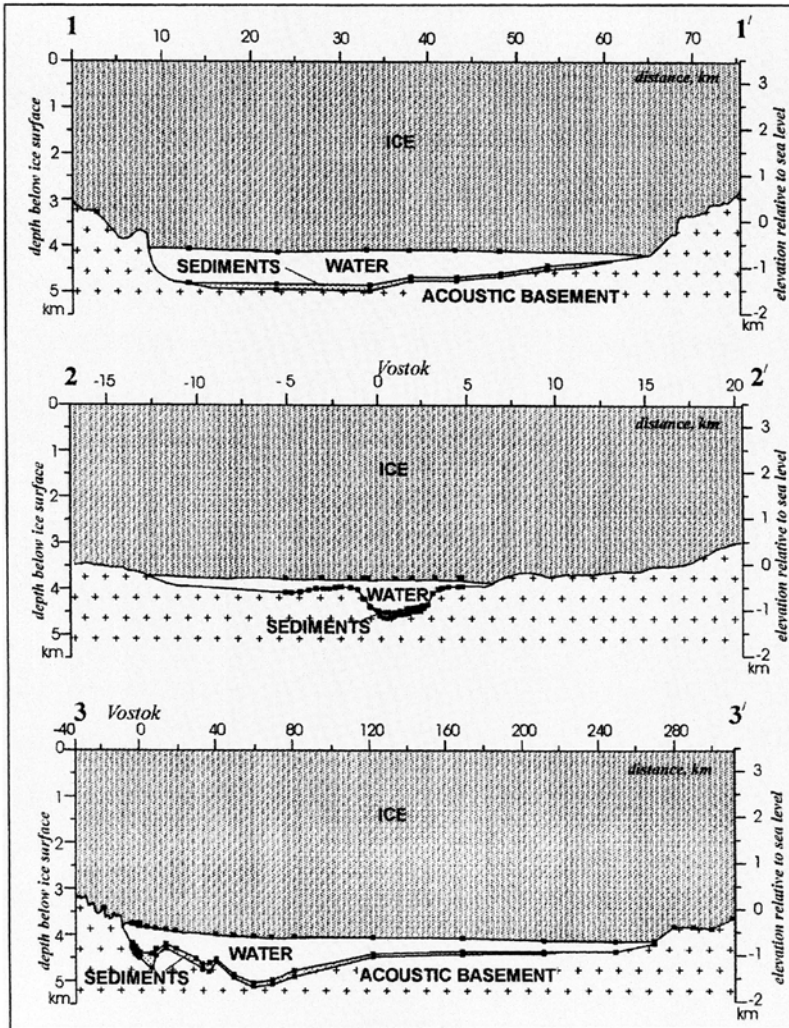 1 1/
0 10 20 30 40 50 60 70
distance, km
0 1 2 3 4 5 km
depth below ice surface
3 2 1 0 -1 -2
elevation relative to sea level
ICE
SEDIMENTS WATER
ACOUSTIC BASEMENT
Vostok
2 2/
-15 -10 -5 0 5 10 15 20
distance, km
0 1 2 3 4 5 km
depth below ice surface
3 2 1 0 -1 -2
elevation relative to sea level
ICE
WATER
SEDIMENTS
3 Vostok 3/
-40 0 40 80 120 160 200 240 280
distance, km
0 1 2 3 4 5 km
depth below ice surface
3 2 1 0 -1 -2
elevation relative to sea level
ICE
WATER
SEDIMENTS ACOUSTIC BASEMENT